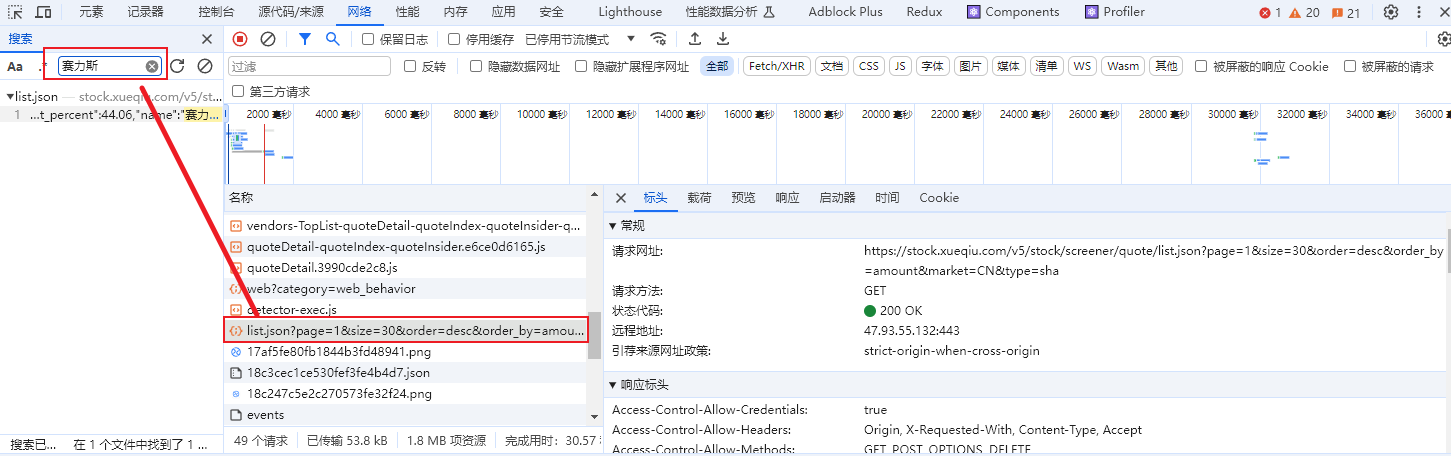 元素 记录器 控制台 源代码/来源 网络 性能 内存 应用 安全 Lighthouse 性能数据分析 Adblock Plus Redux Components Profiler 1 20 21
搜索
保留日志 停用缓存 已停用节流模式
Aa .* 赛力斯
过滤 反转 隐藏数据网址 隐藏扩展程序网址 全部 Fetch/XHR 文档 CSS JS 字体 图片 媒体 清单 WS Wasm 其他 被屏蔽的响应 Cookie 被屏蔽的请求
第三方请求
list.json — stock.xueqiu.com/v5/st...
1 ...t_percent":44.06,"name":"赛力...
2000 毫秒 4000 毫秒 6000 毫秒 8000 毫秒 10000 毫秒 12000 毫秒 14000 毫秒 16000 毫秒 18000 毫秒 20000 毫秒 22000 毫秒 24000 毫秒 26000 毫秒 28000 毫秒 30000 毫秒 32000 毫秒 34000 毫秒 36000
名称
vendors-TopList-quoteDetail-quoteIndex-quoteInsider-q...
quoteDetail-quoteIndex-quoteInsider.e6ce0d6165.js
quoteDetail.3990cde2c8.js
web?category=web_behavior
detector-exec.js
list.json?page=1&size=30&order=desc&order_by=amou...
17af5fe80fb1844b3fd48941.png
18c3cec1ce530fef3fe4b4d7.json
18c247c5e2c270573fe32f24.png
events
标头 载荷 预览 响应 启动器 时间 Cookie
常规
请求网址: https://stock.xueqiu.com/v5/stock/screener/quote/list.json?page=1&size=30&order=desc&order_by
=amount&market=CN&type=sha
请求方法: GET
状态代码: 200 OK
远程地址: 47.93.55.132:443
引荐来源网址政策: strict-origin-when-cross-origin
响应标头
Access-Control-Allow-Credentials: true
Access-Control-Allow-Headers: Origin, X-Requested-With, Content-Type, Accept
Access-Control-Allow-Methods: GET, POST, OPTIONS, DELETE
搜索已... 在 1 个文件中找到了 1 ...
49 个请求 已传输 53.8 kB 1.8 MB 项资源 完成用时: 30.57